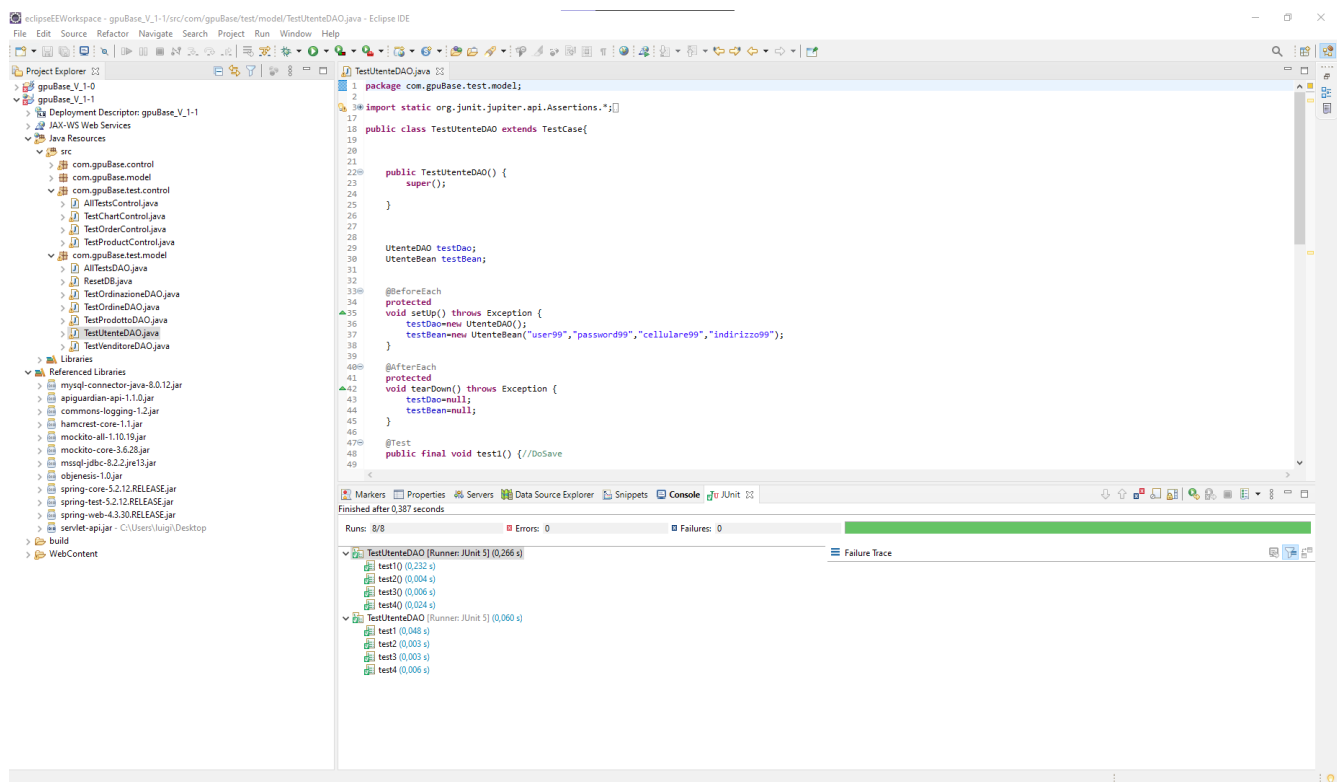 eclipseEEWorkspace - gpuBase_V_1-1/src/com/gpuBase/test/model/TestUtenteDAO.java - Eclipse IDE
File Edit Source Refactor Navigate Search Project Run Window Help
Project Explorer
gpuBase_V_1-0
gpuBase_V_1-1
Deployment Descriptor: gpuBase_V_1-1
JAX-WS Web Services
Java Resources
src
com.gpuBase.control
com.gpuBase.model
com.gpuBase.test.control
AllTestsControl.java
TestChartControl.java
TestOrderControl.java
TestProductControl.java
com.gpuBase.test.model
AllTestsDAO.java
ResetDB.java
TestOrdinazioneDAO.java
TestOrdineDAO.java
TestProdottoDAO.java
TestUtenteDAO.java
TestVenditoreDAO.java
Libraries
Referenced Libraries
mysql-connector-java-8.0.12.jar
apiguardian-api-1.1.0.jar
commons-logging-1.2.jar
hamcrest-core-1.1.jar
mockito-all-1.10.19.jar
mockito-core-3.6.28.jar
mssql-jdbc-8.2.2.jre13.jar
objenesis-1.0.jar
spring-core-5.2.12.RELEASE.jar
spring-test-5.2.12.RELEASE.jar
spring-web-4.3.30.RELEASE.jar
servlet-api.jar - C:\Users\luigi\Desktop
build
WebContent
TestUtenteDAO.java
1 package com.gpuBase.test.model;
2
3 import static org.junit.jupiter.api.Assertions.*;
17
18 public class TestUtenteDAO extends TestCase{
19
20
21
22 public TestUtenteDAO() {
23 super();
24
25 }
26
27
28
29 UtenteDAO testDao;
30 UtenteBean testBean;
31
32
33 @BeforeEach
34 protected
35 void setUp() throws Exception {
36 testDao=new UtenteDAO();
37 testBean=new UtenteBean("user99","password99","cellulare99","indirizzo99");
38 }
39
40 @AfterEach
41 protected
42 void tearDown() throws Exception {
43 testDao=null;
44 testBean=null;
45 }
46
47 @Test
48 public final void test1() {//DoSave
49
Markers Properties Servers Data Source Explorer Snippets Console JUnit
Finished after 0,387 seconds
Runs: 8/8 Errors: 0 Failures: 0
TestUtenteDAO [Runner: JUnit 5] (0,266 s)
test1() (0,232 s)
test2() (0,004 s)
test3() (0,006 s)
test4() (0,024 s)
TestUtenteDAO [Runner: JUnit 5] (0,060 s)
test1 (0,048 s)
test2 (0,003 s)
test3 (0,003 s)
test4 (0,006 s)
Failure Trace